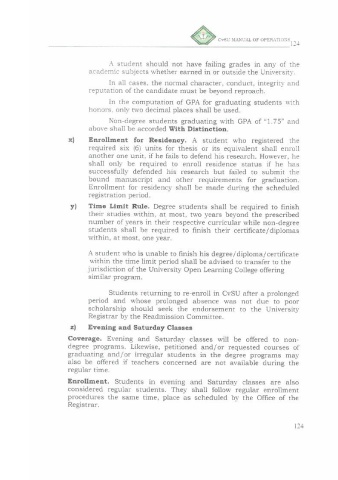 CvSU MANUAL OF OPERATIONS
124
A student should not have failing grades in any of the
academic subjects whether earned in or outside the University.
In all cases, the normal character, conduct, integrity and
reputation of the candidate must be beyond reproach.
In the computation of GPA for graduating students with
honors, only two decimal places shall be used.
Non-degree students graduating with GPA of "1.75" and
above shall be accorded With Distinction.
x) Enrollment for Residency. A student who registered the
required six (6) units for thesis or its equivalent shall enroll
another one unit, if he fails to defend his research. However, he
shall only be required to enroll residence status if he has
successfully defended his research but failed to submit the
bound manuscript and other requirements for graduation.
Enrollment for residency shall be made during the scheduled
registration period.
y) Time Limit Rule. Degree students shall be required to finish
their studies within, at most, two years beyond the prescribed
number of years in their respective curricular while non-degree
students shall be required to finish their certificate/diplomas
within, at most, one year.
A student who is unable to finish his degree/diploma/certificate
within the time limit period shall be advised to transfer to the
jurisdiction of the University Open Learning College offering
similar program.
Students returning to re-enroll in CvSU after a prolonged
period and whose prolonged absence was not due to poor
scholarship should seek the endorsement to the University
Registrar by the Readmission Committee.
z) Evening and Saturday Classes
Coverage. Evening and Saturday classes will be offered to non-
degree programs. Likewise, petitioned and/or requested courses of
graduating and/or irregular students in the degree programs may
also be offered if teachers concerned are not available during the
regular time.
Enrollment. Students in evening and Saturday classes are also
considered regular students. They shall follow regular enrollment
procedures the same time, place as scheduled by the Office of the
Registrar.
124